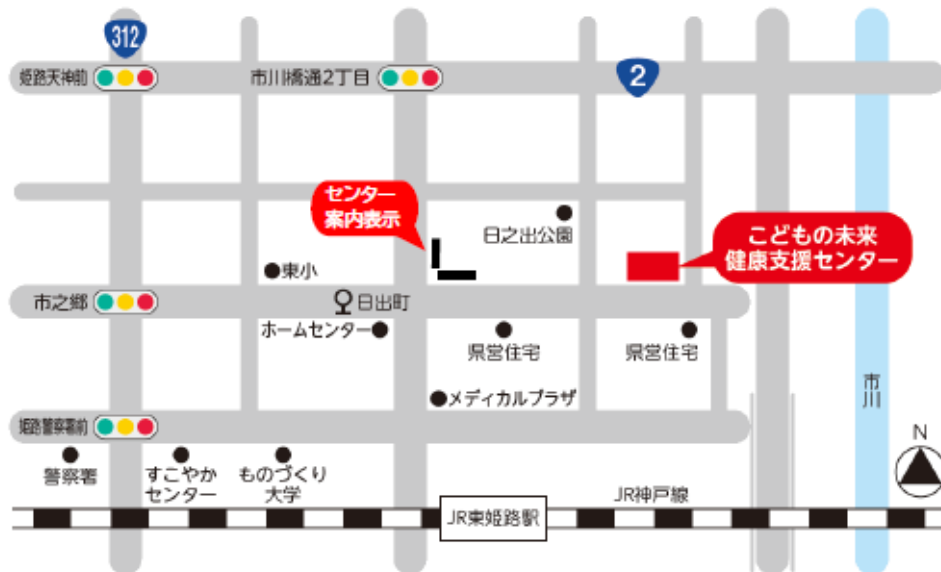 312
姫路天神前
市川橋通2丁目
2
センター
案内表示
日之出公園
こどもの未来
健康支援センター
東小
市之郷
日出町
ホームセンター
県営住宅
県営住宅
市川
メディカルプラザ
姫路警察署前
N
警察署
すこやか
センター
ものづくり
大学
JR神戸線
JR東姫路駅